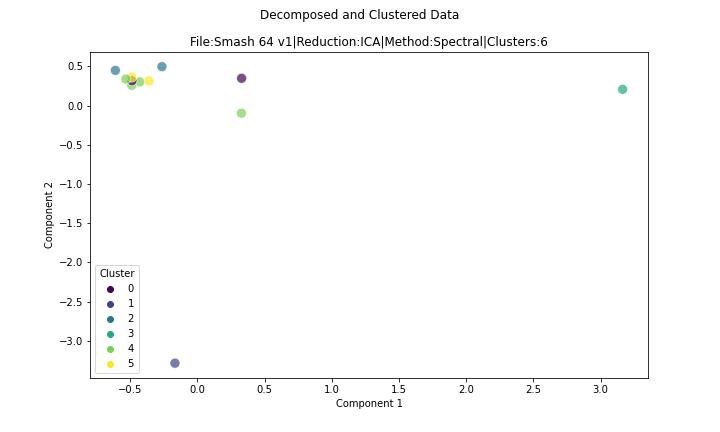 Decomposed and Clustered Data
File:Smash 64 v1|Reduction:ICA|Method:Spectral|Clusters:6
0.5
0.0
−0.5
−1.0
−1.5
−2.0
−2.5
−3.0
Component 2
Cluster
0
1
2
3
4
5
−0.5 0.0 0.5 1.0 1.5 2.0 2.5 3.0
Component 1